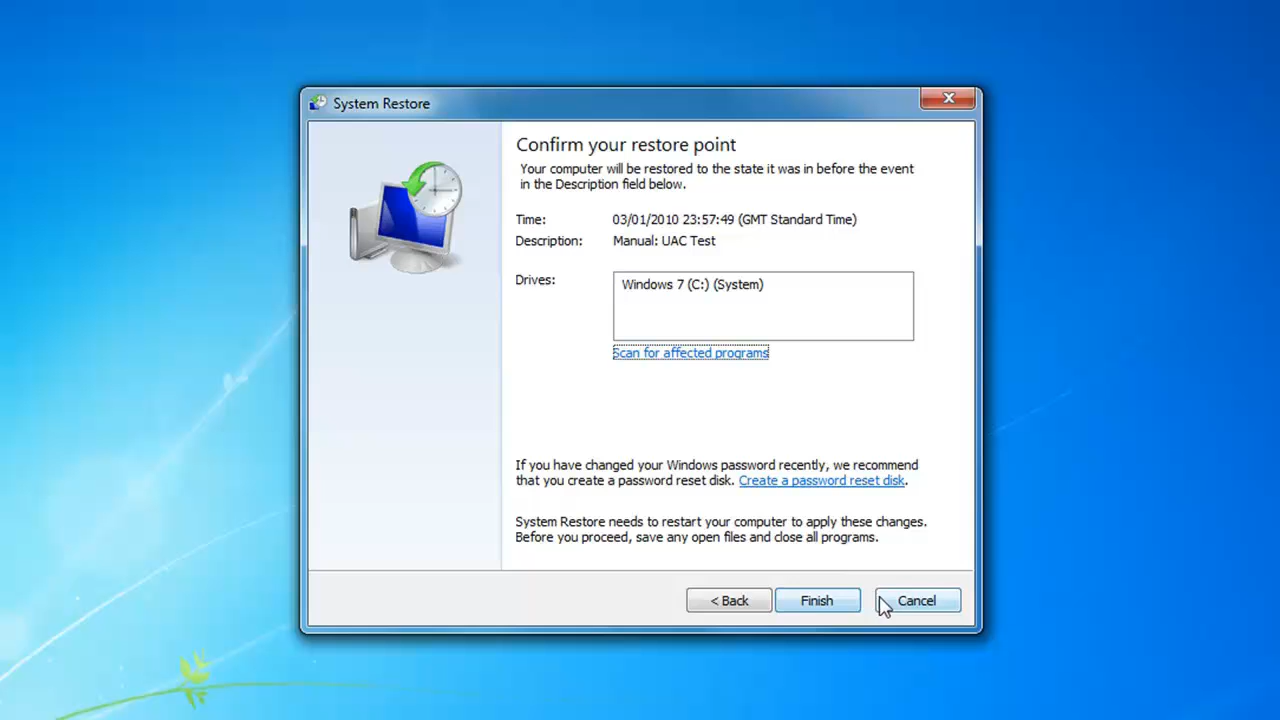 System Restore
Confirm your restore point
Your computer will be restored to the state it was in before the event
in the Description field below.
Time: 03/01/2010 23:57:49 (GMT Standard Time)
Description: Manual: UAC Test
Drives: Windows 7 (C:) (System)
Scan for affected programs
If you have changed your Windows password recently, we recommend
that you create a password reset disk. Create a password reset disk.
System Restore needs to restart your computer to apply these changes.
Before you proceed, save any open files and close all programs.
< Back Finish Cancel